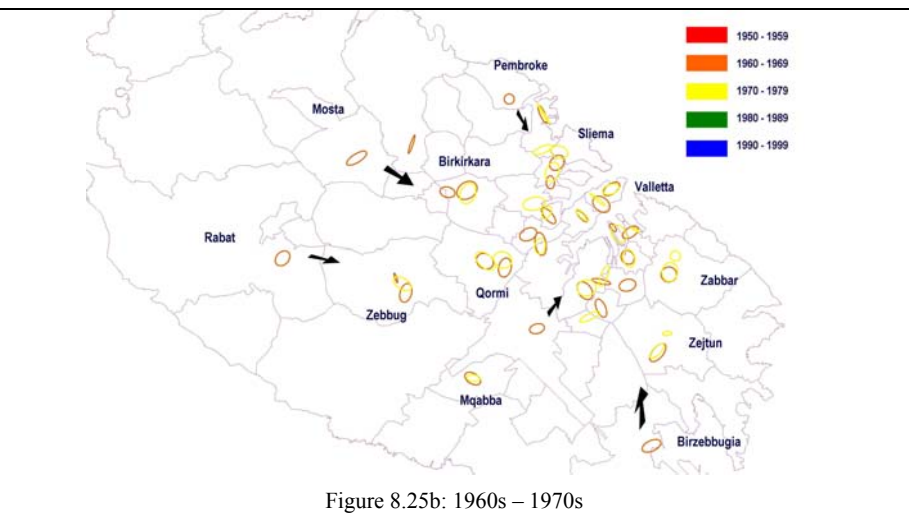 1950 - 1959
Pembroke
1960 - 1969
1970 - 1979
Mosta
1980 - 1989
Sliema
1990 - 1999
Birkirkara
Valletta
Rabat
Zabbar
Qormi
Zebbug
Zejtun
Mqabba
Birzebbugia
Figure 8.25b: 1960s – 1970s